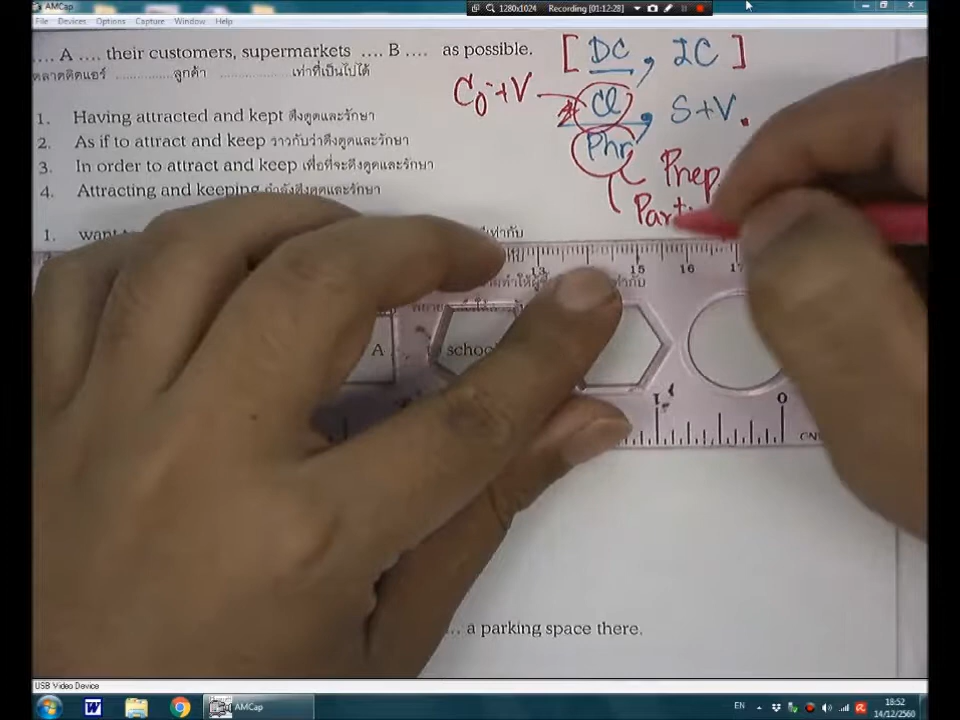 AMCap
1280x1024 Recording [01:12:28]
File Devices Options Capture Window Help
.... A .... their customers, supermarkets .... B .... as possible.
ตลาดติดแอร์ ................ ลูกค้า .................... เท่าที่เป็นไปได้
[ DC, IC ]
Cl , S+V.
Phr
Prep
Part
1. Having attracted and kept ดึงดูดและรักษา
2. As if to attract and keep ราวกับว่าดึงดูดและรักษา
3. In order to attract and keep เพื่อที่จะดึงดูดและรักษา
4. Attracting and keeping กำลังดึงดูดและรักษา
1. want
13 15 16 17
A school
1 0
... a parking space there.
USB Video Device
AMCap
EN
18:52
14/12/2560